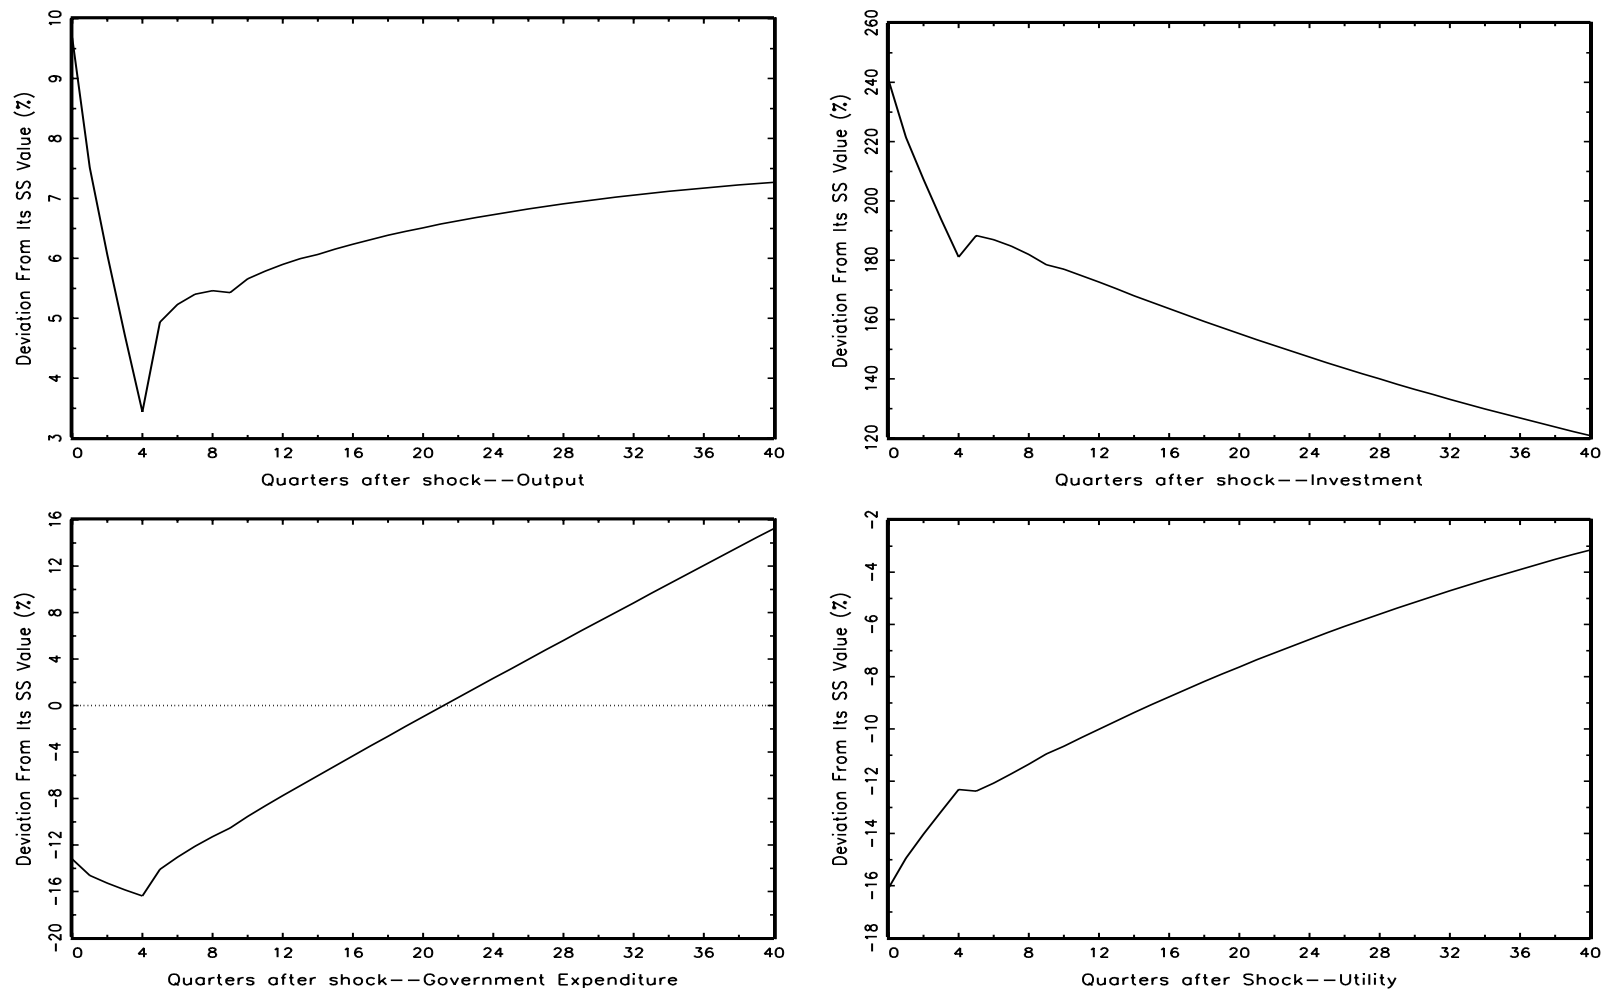 Deviation From Its SS Value (%)
10
9
8
7
6
5
4
3
0 4 8 12 16 20 24 28 32 36 40
Quarters after shock--Output
Deviation From Its SS Value (%)
260
240
220
200
180
160
140
120
0 4 8 12 16 20 24 28 32 36 40
Quarters after shock--Investment
Deviation From Its SS Value (%)
16
12
8
4
0
-4
-8
-12
-16
-20
0 4 8 12 16 20 24 28 32 36 40
Quarters after shock--Government Expenditure
Deviation From Its SS Value (%)
-2
-4
-6
-8
-10
-12
-14
-16
-18
0 4 8 12 16 20 24 28 32 36 40
Quarters after Shock--Utility